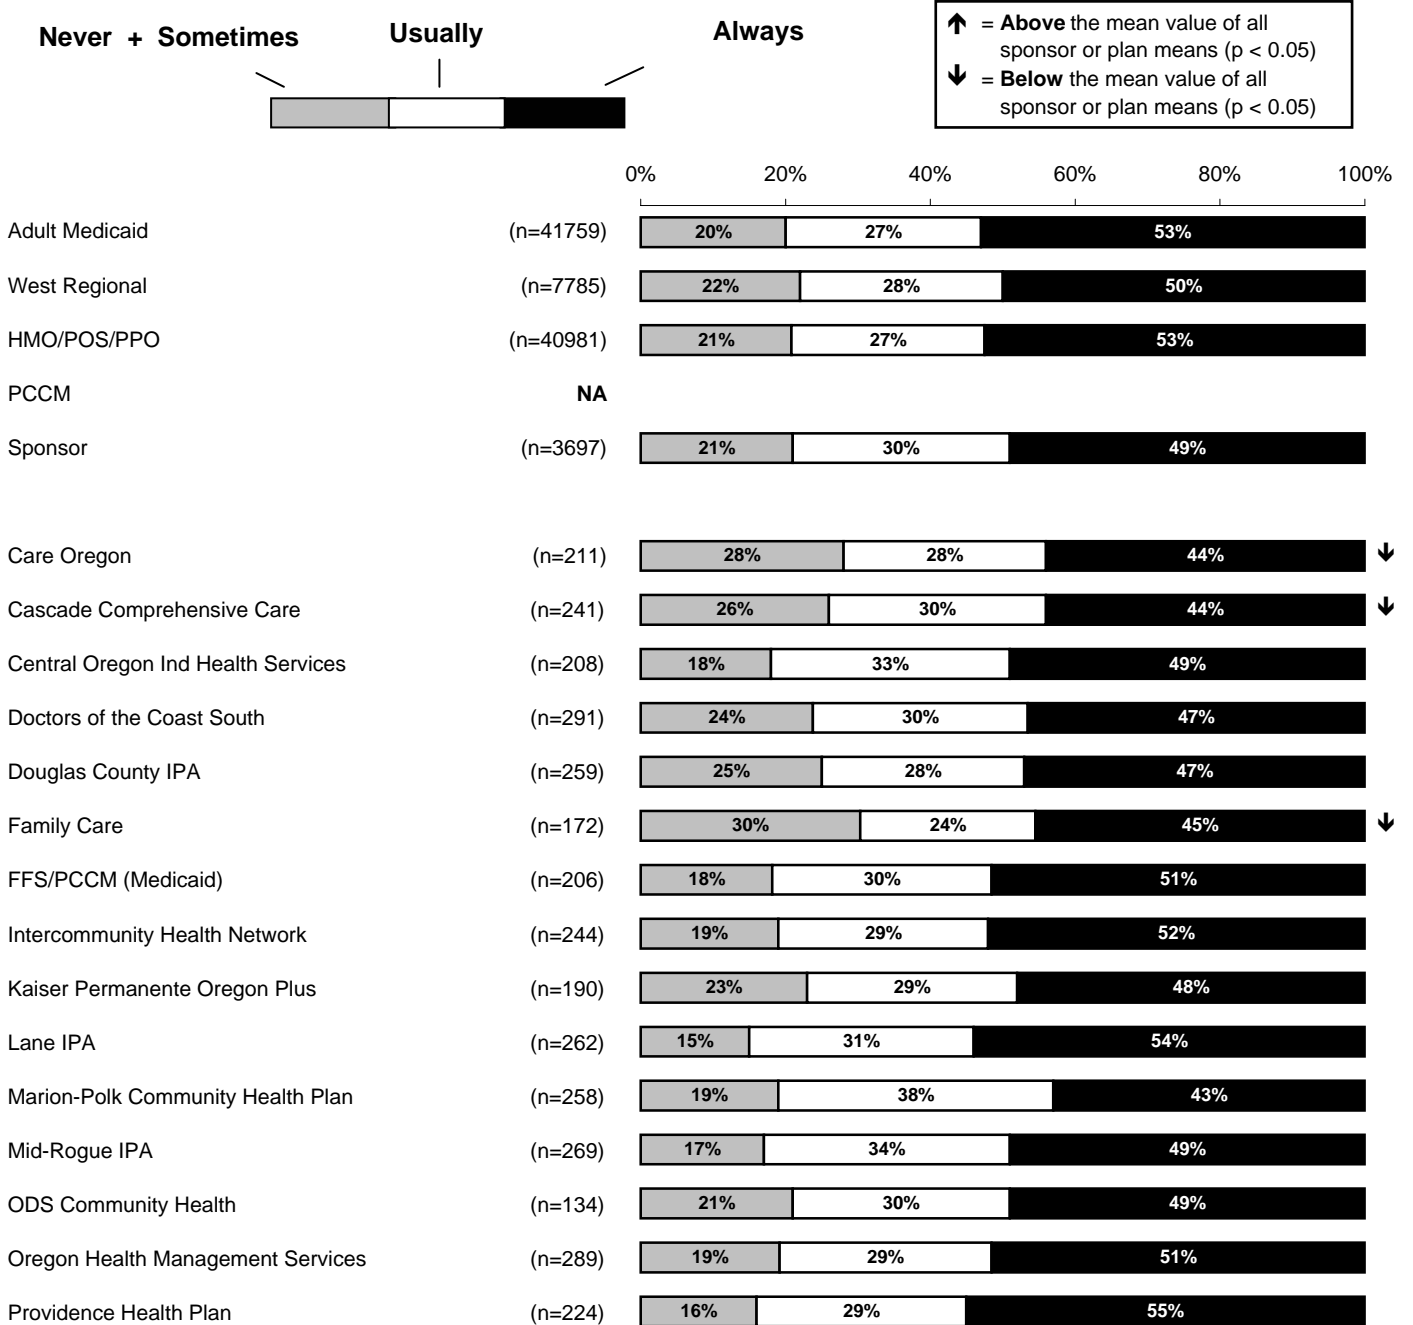 Never + Sometimes Usually Always
↑ = Above the mean value of all
sponsor or plan means (p < 0.05)
↓ = Below the mean value of all
sponsor or plan means (p < 0.05)
0% 20% 40% 60% 80% 100%
Adult Medicaid (n=41759) 20% 27% 53%
West Regional (n=7785) 22% 28% 50%
HMO/POS/PPO (n=40981) 21% 27% 53%
PCCM NA
Sponsor (n=3697) 21% 30% 49%
Care Oregon (n=211) 28% 28% 44% ↓
Cascade Comprehensive Care (n=241) 26% 30% 44% ↓
Central Oregon Ind Health Services (n=208) 18% 33% 49%
Doctors of the Coast South (n=291) 24% 30% 47%
Douglas County IPA (n=259) 25% 28% 47%
Family Care (n=172) 30% 24% 45% ↓
FFS/PCCM (Medicaid) (n=206) 18% 30% 51%
Intercommunity Health Network (n=244) 19% 29% 52%
Kaiser Permanente Oregon Plus (n=190) 23% 29% 48%
Lane IPA (n=262) 15% 31% 54%
Marion-Polk Community Health Plan (n=258) 19% 38% 43%
Mid-Rogue IPA (n=269) 17% 34% 49%
ODS Community Health (n=134) 21% 30% 49%
Oregon Health Management Services (n=289) 19% 29% 51%
Providence Health Plan (n=224) 16% 29% 55%